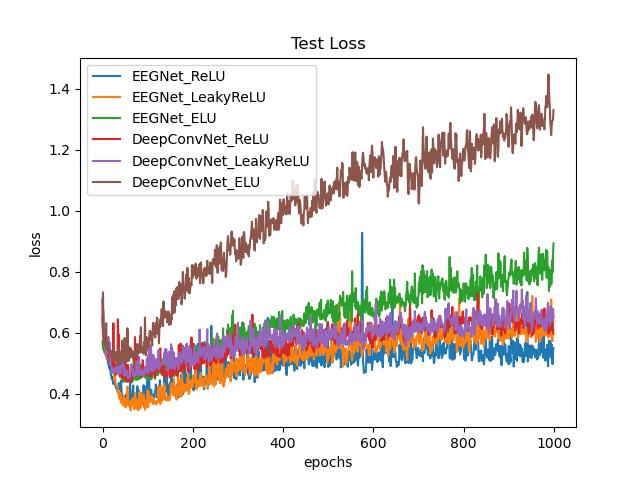 Test Loss
EEGNet_ReLU
EEGNet_LeakyReLU
EEGNet_ELU
DeepConvNet_ReLU
DeepConvNet_LeakyReLU
DeepConvNet_ELU
1.4
1.2
1.0
0.8
0.6
0.4
loss
0 200 400 600 800 1000
epochs